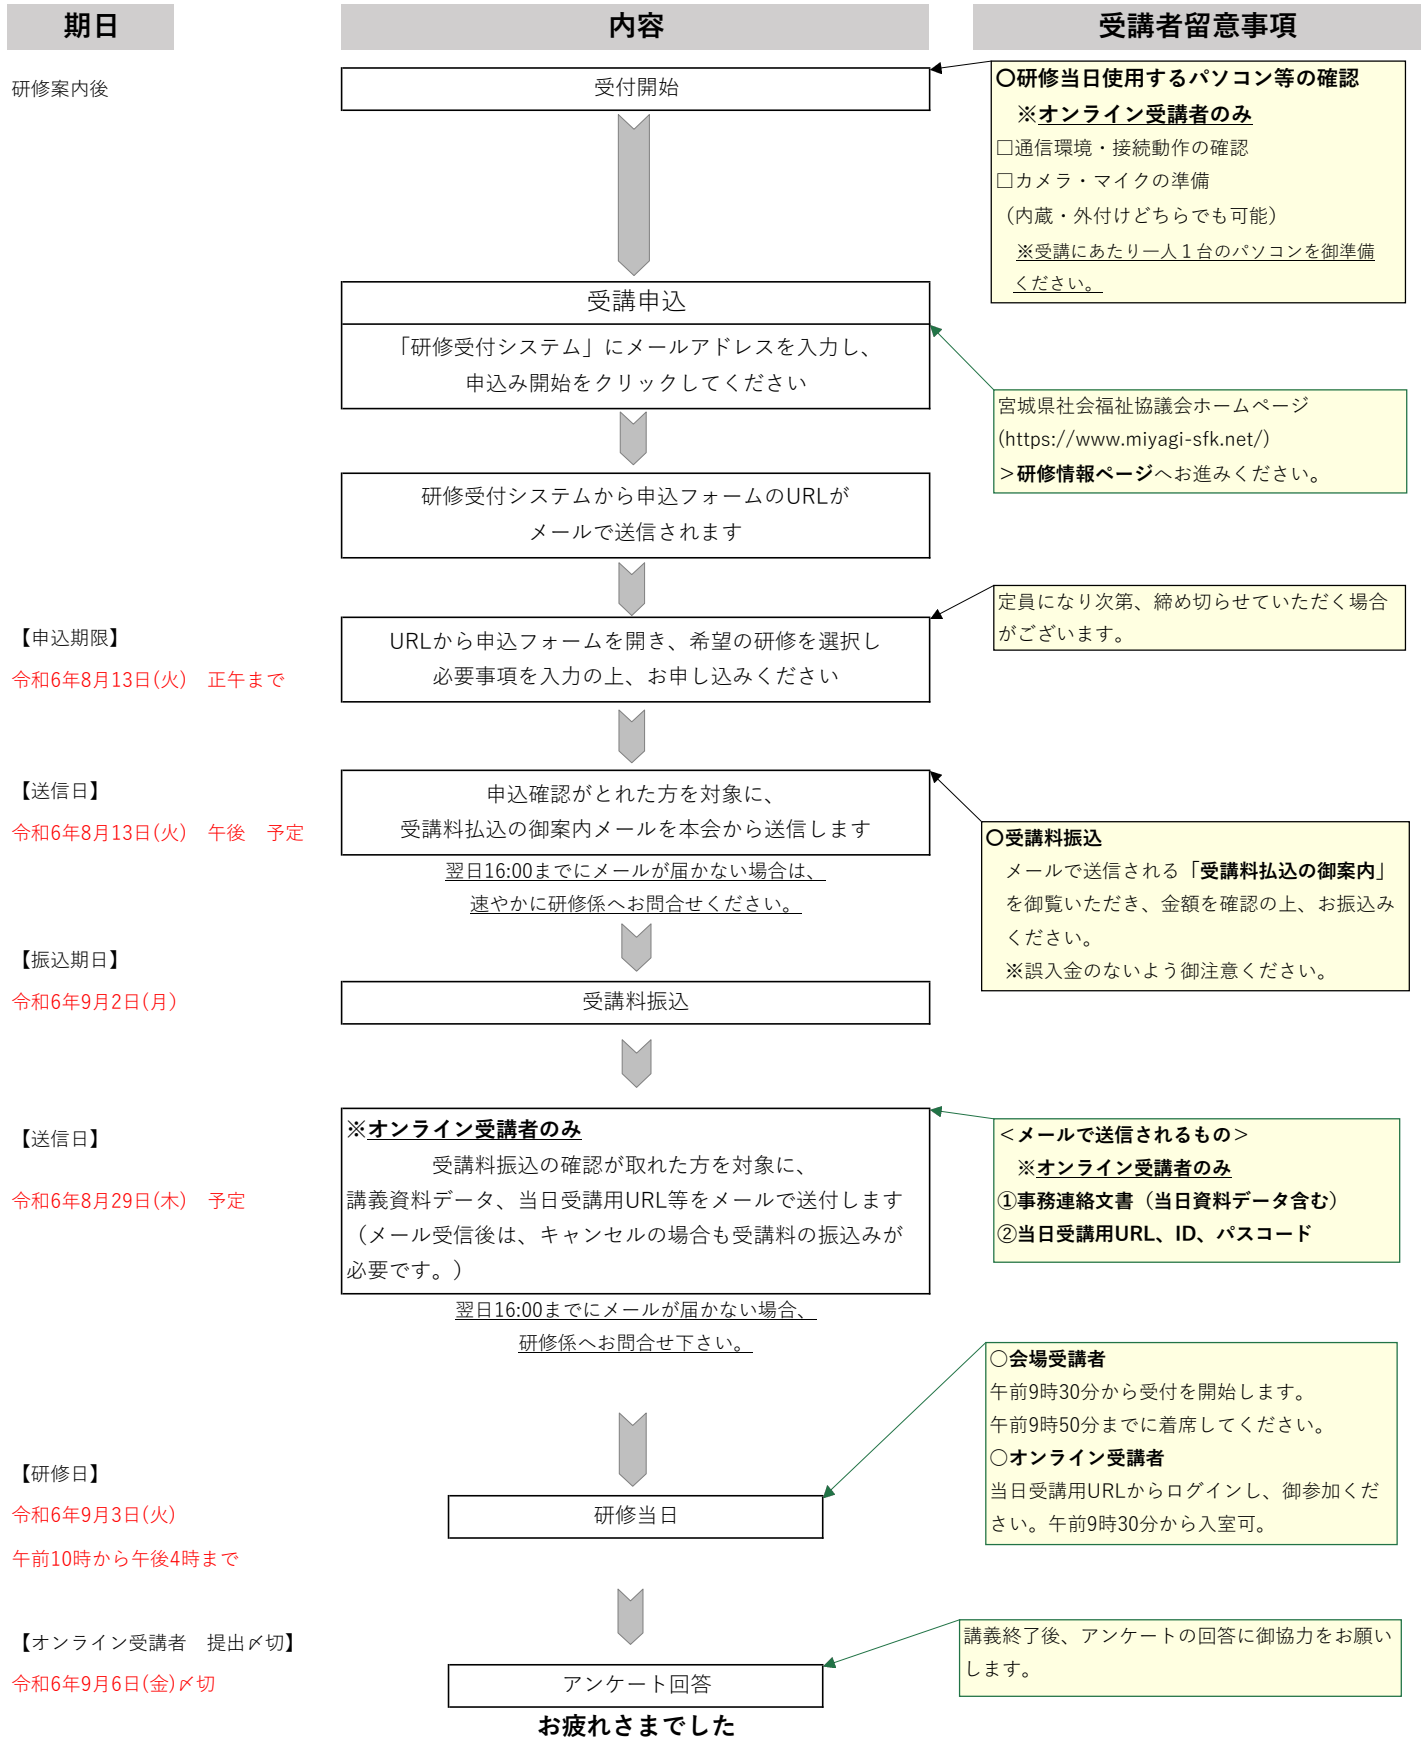 期日
内容
受講者留意事項
研修案内後
受付開始
〇研修当日使用するパソコン等の確認
※オンライン受講者のみ
□通信環境・接続動作の確認
□カメラ・マイクの準備
（内蔵・外付けどちらでも可能）
※受講にあたり一人１台のパソコンを御準備
ください。
受講申込
「研修受付システム」にメールアドレスを入力し、
申込み開始をクリックしてください
宮城県社会福祉協議会ホームページ
(https://www.miyagi-sfk.net/)
＞研修情報ページへお進みください。
研修受付システムから申込フォームのURLが
メールで送信されます
定員になり次第、締め切らせていただく場合
がございます。
【申込期限】
令和6年8月13日(火)　正午まで
URLから申込フォームを開き、希望の研修を選択し
必要事項を入力の上、お申し込みください
【送信日】
令和6年8月13日(火)　午後　予定
申込確認がとれた方を対象に、
受講料払込の御案内メールを本会から送信します
翌日16:00までにメールが届かない場合は、
速やかに研修係へお問合せください。
〇受講料振込
メールで送信される「受講料払込の御案内」
を御覧いただき、金額を確認の上、お振込み
ください。
※誤入金のないよう御注意ください。
【振込期日】
令和6年9月2日(月）
受講料振込
【送信日】
令和6年8月29日(木)　予定
※オンライン受講者のみ
受講料振込の確認が取れた方を対象に、
講義資料データ、当日受講用URL等をメールで送付します
（メール受信後は、キャンセルの場合も受講料の振込みが
必要です。）
翌日16:00までにメールが届かない場合、
研修係へお問合せ下さい。
＜メールで送信されるもの＞
※オンライン受講者のみ
①事務連絡文書（当日資料データ含む）
②当日受講用URL、ID、パスコード
○会場受講者
午前9時30分から受付を開始します。
午前9時50分までに着席してください。
○オンライン受講者
当日受講用URLからログインし、御参加くだ
さい。午前9時30分から入室可。
【研修日】
令和6年9月3日(火)
午前10時から午後4時まで
研修当日
【オンライン受講者　提出〆切】
令和6年9月6日(金)〆切
アンケート回答
講義終了後、アンケートの回答に御協力をお願い
します。
お疲れさまでした